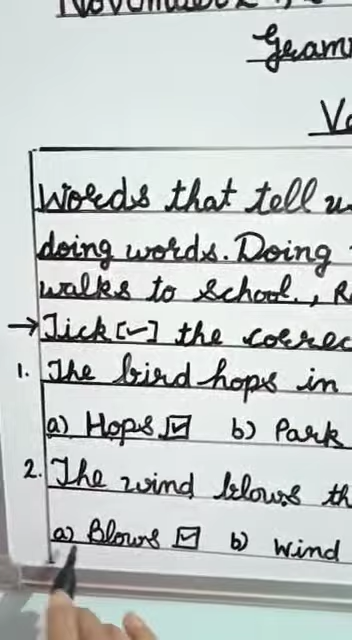 Gram
Words that tell u
doing words. Doing
walks to school., R
→ Tick [✓] the correc
1. The bird hops in
a) Hops ☑ b) Park
2. The wind blows th
a) Blows ☑ b) Wind